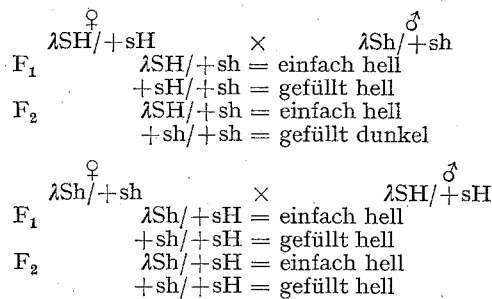 ♀ ♂
λSH/+sH × λSh/+sh
F₁ λSH/+sh = einfach hell
+sH/+sh = gefüllt hell
F₂ λSH/+sh = einfach hell
+sh/+sh = gefüllt dunkel
♀ ♂
λSh/+sh × λSH/+sH
F₁ λSh/+sH = einfach hell
+sh/+sH = gefüllt hell
F₂ λSh/+sH = einfach hell
+sh/+sH = gefüllt hell